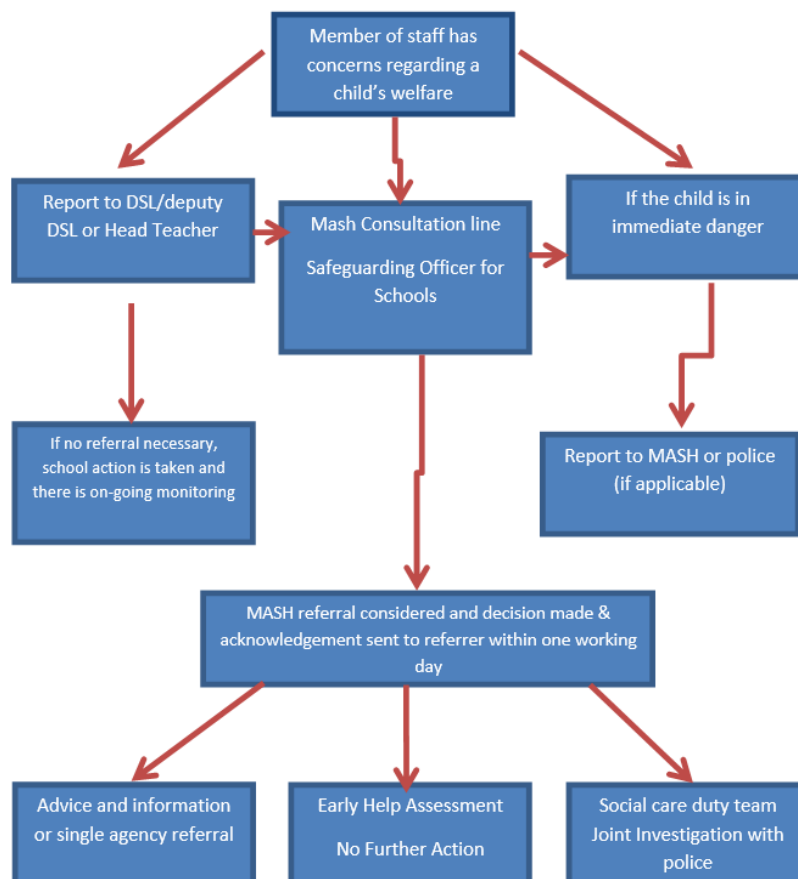 Member of staff has
concerns regarding a
child's welfare
Report to DSL/deputy
DSL or Head Teacher
Mash Consultation line
Safeguarding Officer for
Schools
If the child is in
immediate danger
If no referral necessary,
school action is taken and
there is on-going monitoring
Report to MASH or police
(if applicable)
MASH referral considered and decision made &
acknowledgement sent to referrer within one working
day
Advice and information
or single agency referral
Early Help Assessment
No Further Action
Social care duty team
Joint Investigation with
police